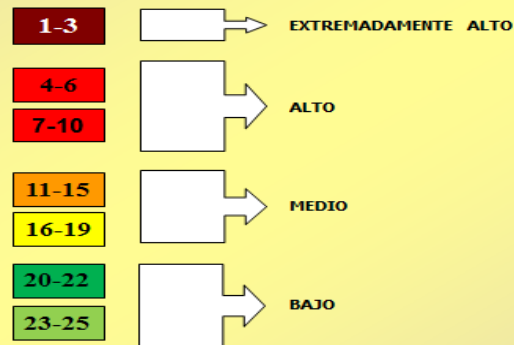 1-3 EXTREMADAMENTE ALTO
4-6
ALTO
7-10
11-15
MEDIO
16-19
20-22
BAJO
23-25